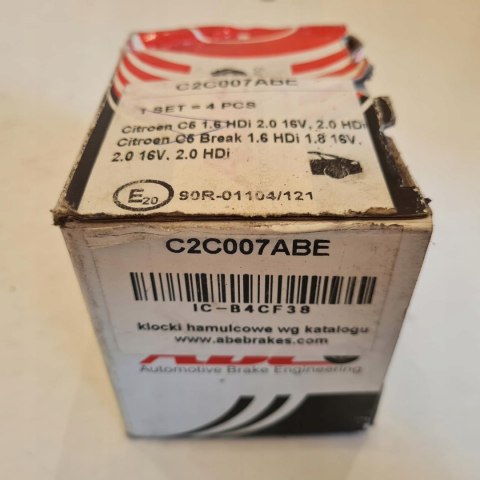 C2C007ABE
1 SET = 4 PCS
Citroen C5 1.6 HDi 2.0 16V, 2.0 HDi
Citroen C5 Break 1.6 HDi 1.8 16V,
2.0 16V, 2.0 HDi
E20 90R-01104/121
C2C007ABE
IC-B4CF38
klocki hamulcowe wg katalogu
www.abebrakes.com
Automotive Brake Engineering